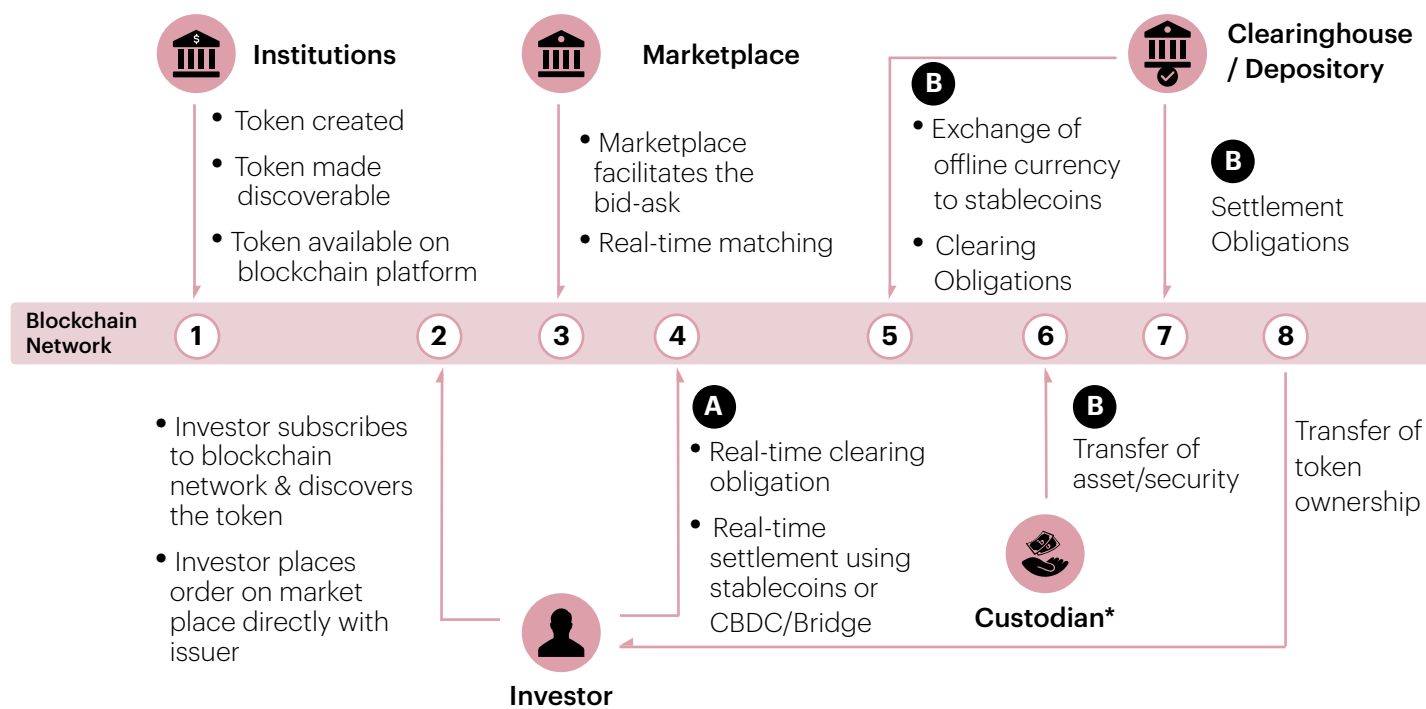 Institutions
• Token created
• Token made
discoverable
• Token available on
blockchain platform
Marketplace
• Marketplace
facilitates the
bid-ask
• Real-time matching
Clearinghouse
/ Depository
B
• Exchange of
offline currency
to stablecoins
• Clearing
Obligations
B
Settlement
Obligations
Blockchain
Network
1
2
3
4
5
6
7
8
• Investor subscribes
to blockchain
network & discovers
the token
• Investor places
order on market
place directly with
issuer
Investor
A
• Real-time clearing
obligation
• Real-time
settlement using
stablecoins or
CBDC/Bridge
B
Transfer of
asset/security
Custodian*
Transfer of
token
ownership